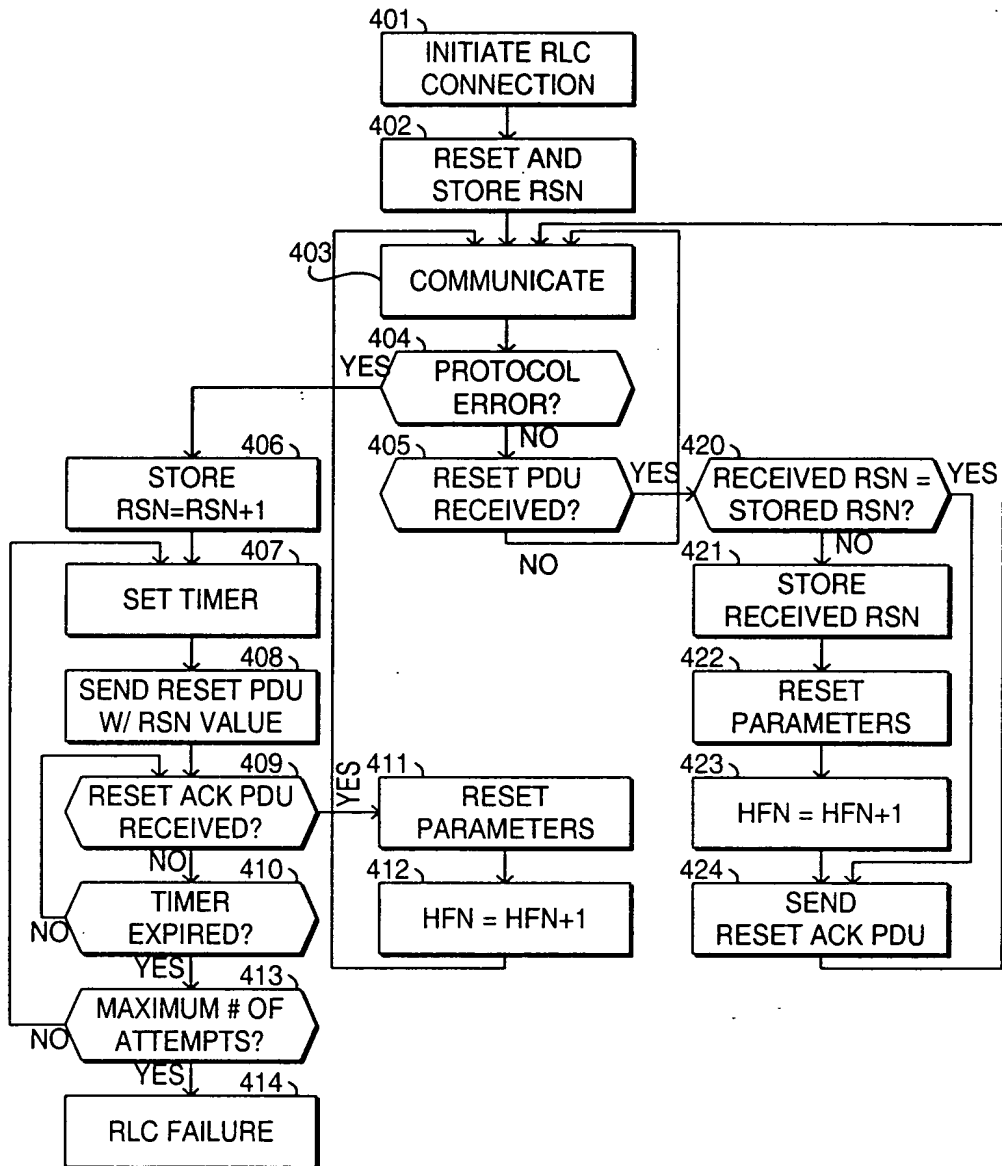 401
INITIATE RLC
CONNECTION
402
RESET AND
STORE RSN
403
COMMUNICATE
404
YES
PROTOCOL
ERROR?
NO
406
STORE
RSN=RSN+1
405
RESET PDU
RECEIVED?
YES
NO
420
RECEIVED RSN =
STORED RSN?
YES
NO
407
SET TIMER
421
STORE
RECEIVED RSN
408
SEND RESET PDU
W/ RSN VALUE
422
RESET
PARAMETERS
409
RESET ACK PDU
RECEIVED?
YES
NO
411
RESET
PARAMETERS
423
HFN = HFN+1
410
TIMER
EXPIRED?
NO
YES
412
HFN = HFN+1
424
SEND
RESET ACK PDU
413
MAXIMUM # OF
ATTEMPTS?
NO
YES
414
RLC FAILURE